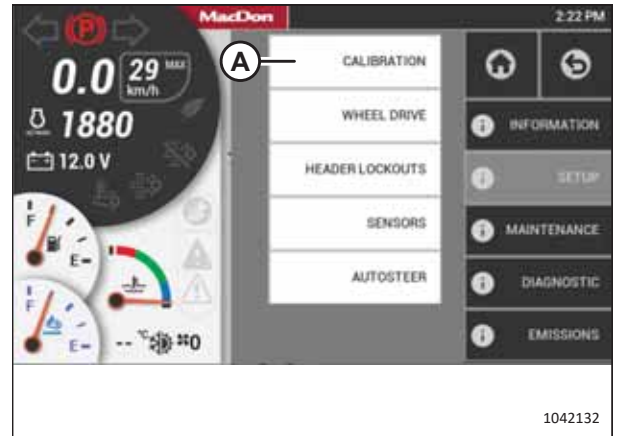 MacDon
2:22 PM
P
0.0
29 MAX
km/h
1880
12.0 V
F
E
F
E
-- °C
0
A
CALIBRATION
WHEEL DRIVE
HEADER LOCKOUTS
SENSORS
AUTOSTEER
INFORMATION
SETUP
MAINTENANCE
DIAGNOSTIC
EMISSIONS
1042132